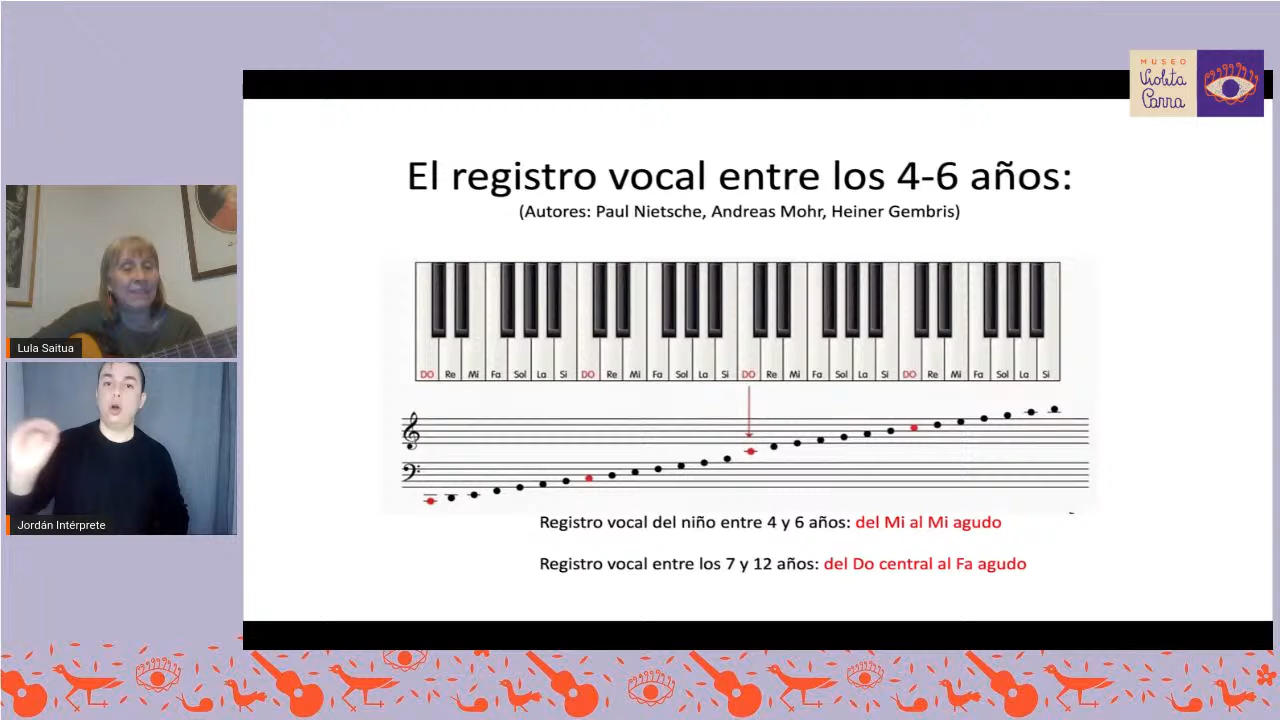 MUSEO
Violeta
Parra
El registro vocal entre los 4-6 años:
(Autores: Paul Nietsche, Andreas Mohr, Heiner Gembris)
DO Re Mi Fa Sol La Si DO Re Mi Fa Sol La Si DO Re Mi Fa Sol La Si DO Re Mi Fa Sol La Si
Registro vocal del niño entre 4 y 6 años: del Mi al Mi agudo
Registro vocal entre los 7 y 12 años: del Do central al Fa agudo
Lula Saitua
Jordán Intérprete